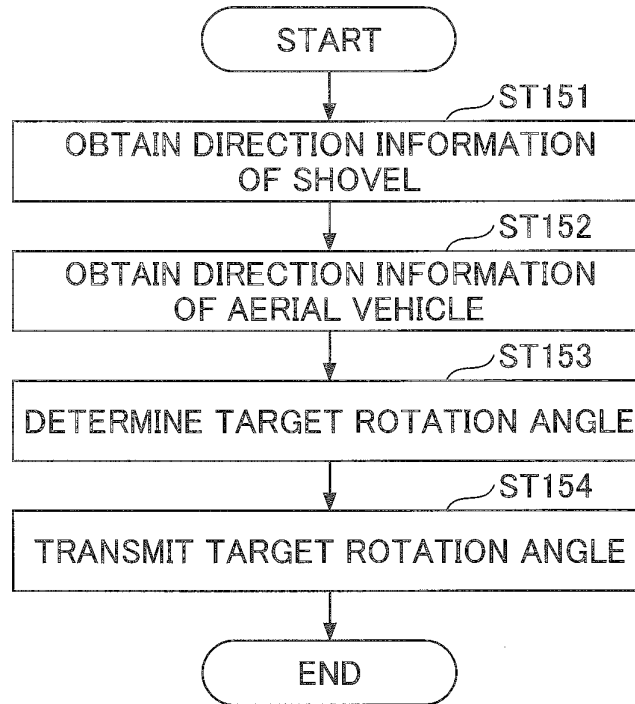 START
ST151
OBTAIN DIRECTION INFORMATION
OF SHOVEL
ST152
OBTAIN DIRECTION INFORMATION
OF AERIAL VEHICLE
ST153
DETERMINE TARGET ROTATION ANGLE
ST154
TRANSMIT TARGET ROTATION ANGLE
END